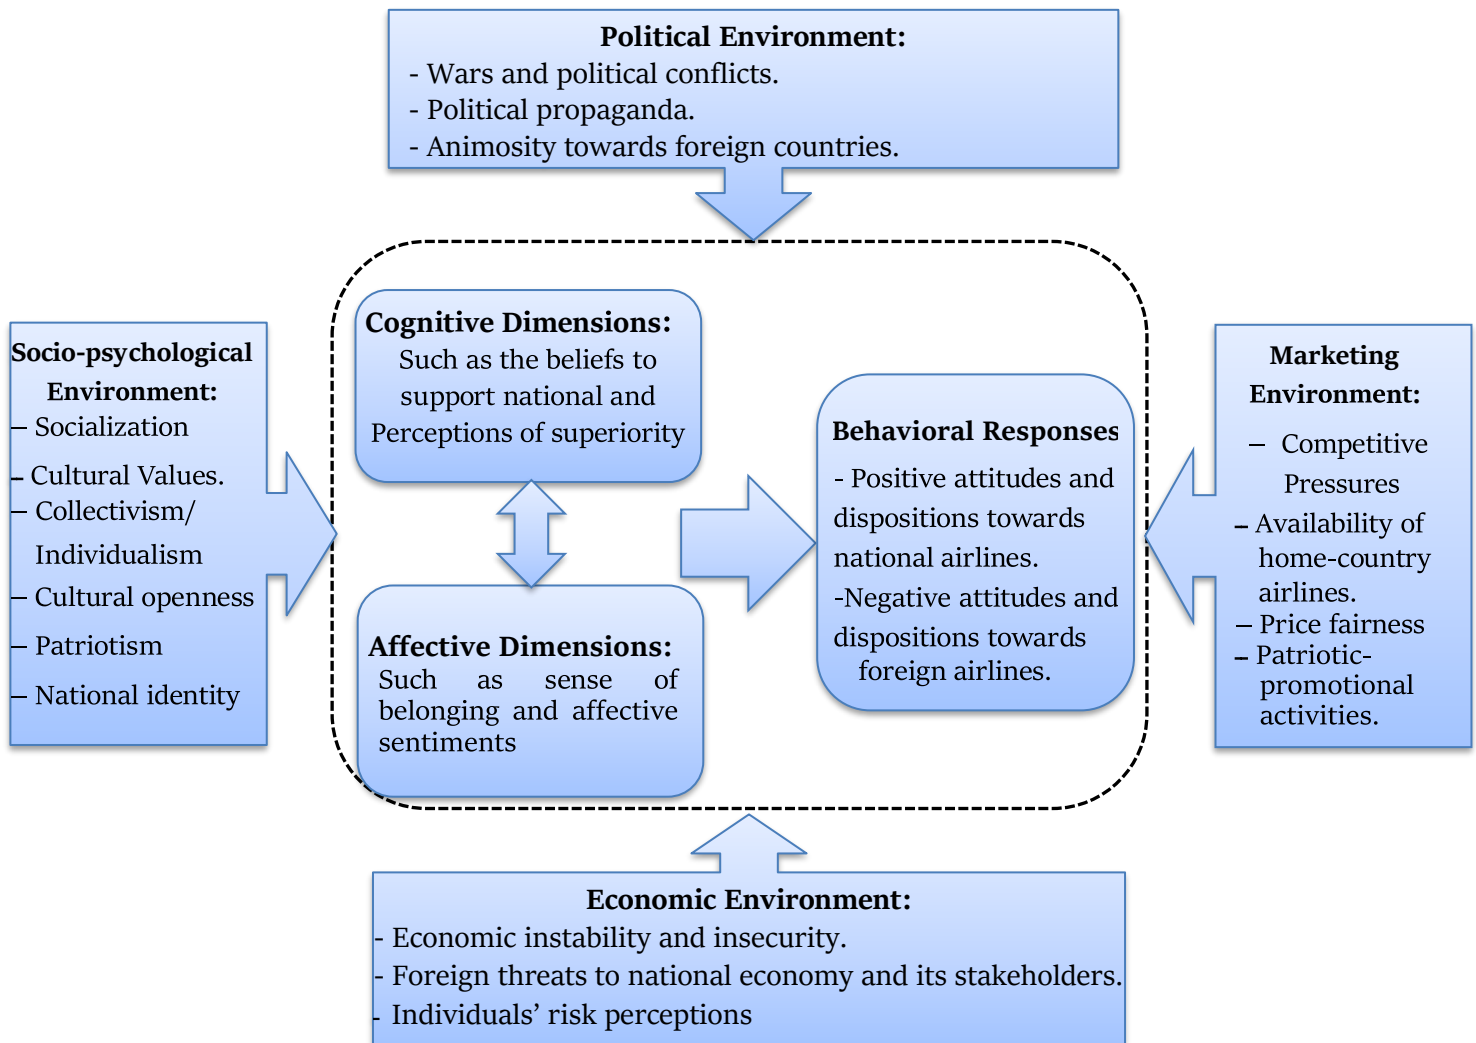 Political Environment:
- Wars and political conflicts.
- Political propaganda.
- Animosity towards foreign countries.
Socio-psychological
Environment:
– Socialization
– Cultural Values.
– Collectivism/
Individualism
– Cultural openness
– Patriotism
– National identity
Cognitive Dimensions:
Such as the beliefs to
support national and
Perceptions of superiority
Affective Dimensions:
Such as sense of
belonging and affective
sentiments
Behavioral Responses
- Positive attitudes and
dispositions towards
national airlines.
-Negative attitudes and
dispositions towards
foreign airlines.
Marketing
Environment:
– Competitive
Pressures
– Availability of
home-country
airlines.
– Price fairness
– Patriotic-
promotional
activities.
Economic Environment:
- Economic instability and insecurity.
- Foreign threats to national economy and its stakeholders.
- Individuals’ risk perceptions